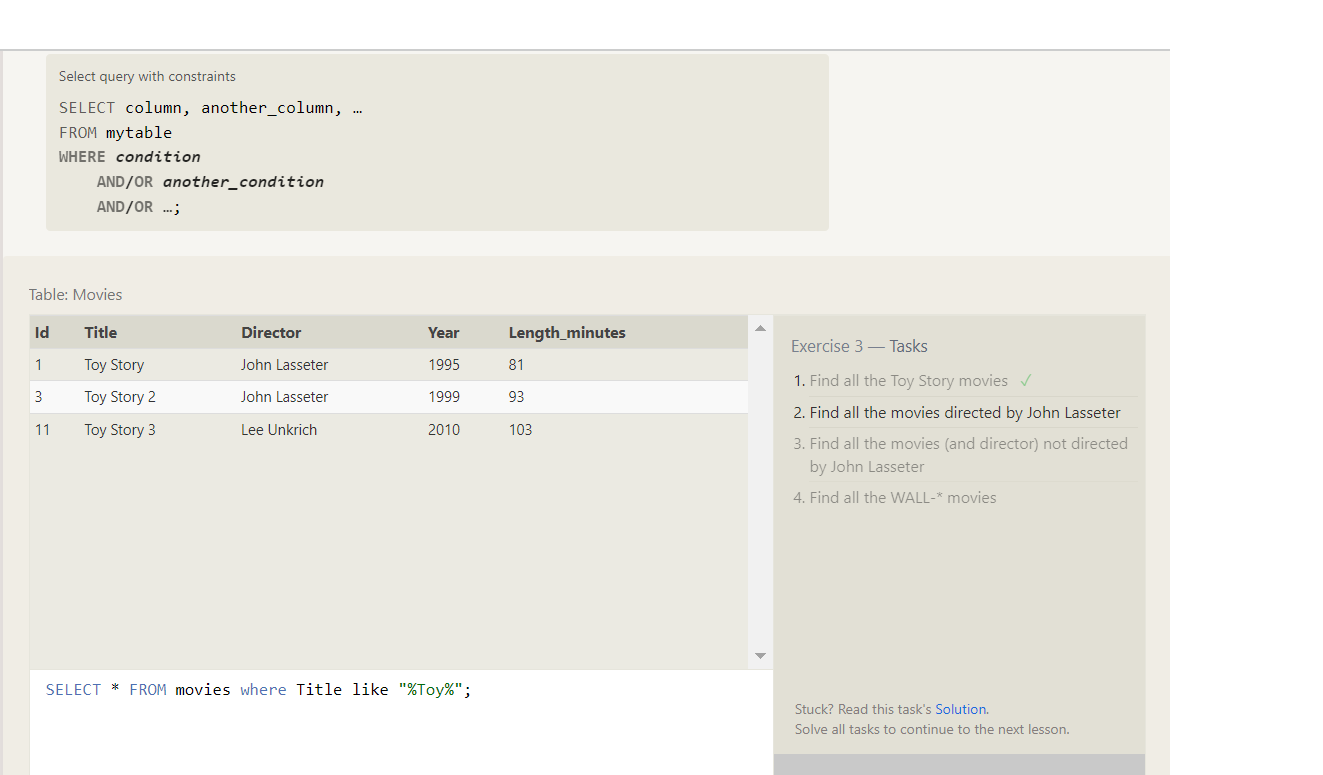 Select query with constraints
SELECT column, another_column, …
FROM mytable
WHERE condition
AND/OR another_condition
AND/OR …;
Table: Movies
Id Title Director Year Length_minutes
1 Toy Story John Lasseter 1995 81
3 Toy Story 2 John Lasseter 1999 93
11 Toy Story 3 Lee Unkrich 2010 103
Exercise 3 — Tasks
1. Find all the Toy Story movies ✓
2. Find all the movies directed by John Lasseter
3. Find all the movies (and director) not directed
by John Lasseter
4. Find all the WALL-* movies
SELECT * FROM movies where Title like "%Toy%";
Stuck? Read this task's Solution.
Solve all tasks to continue to the next lesson.